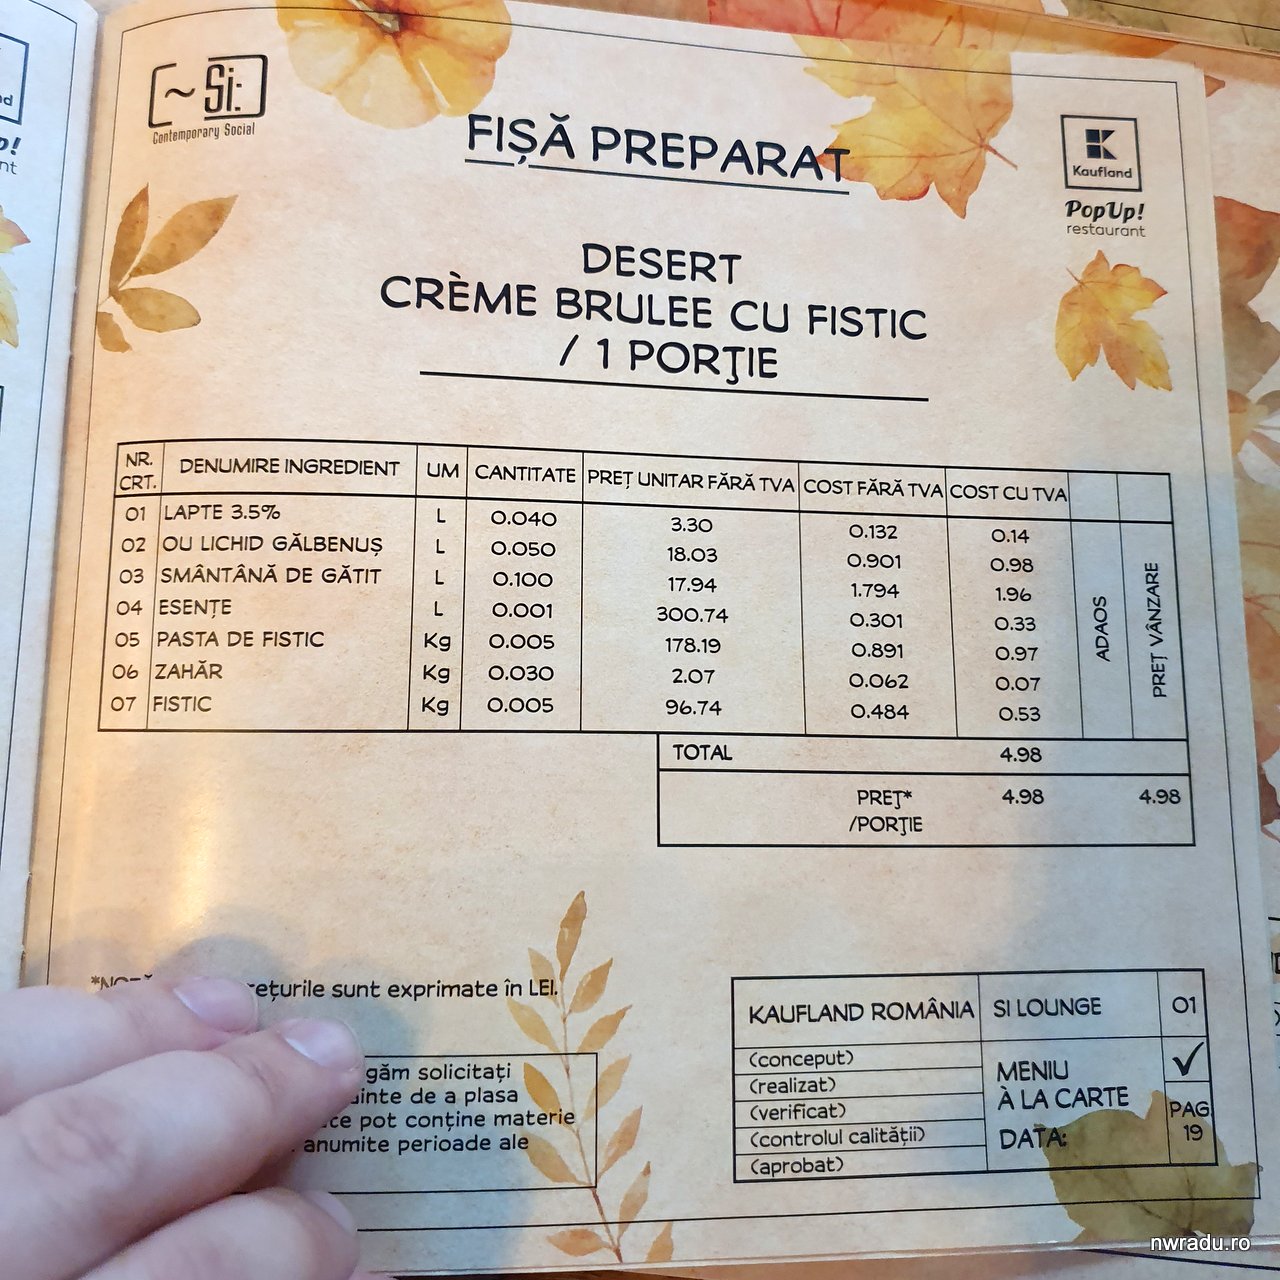 ~ Si:
Contemporary Social
FIȘĂ PREPARAT
Kaufland
PopUp!
restaurant
DESERT
CRÈME BRULEE CU FISTIC
/ 1 PORŢIE
NR. CRT. DENUMIRE INGREDIENT UM CANTITATE PREȚ UNITAR FĂRĂ TVA COST FĂRĂ TVA COST CU TVA ADAOS PREȚ VÂNZARE
01 LAPTE 3.5% L 0.040 3.30 0.132 0.14
02 OU LICHID GĂLBENUȘ L 0.050 18.03 0.901 0.98
03 SMÂNTÂNĂ DE GĂTIT L 0.100 17.94 1.794 1.96
04 ESENȚE L 0.001 300.74 0.301 0.33
05 PASTA DE FISTIC Kg 0.005 178.19 0.891 0.97
06 ZAHĂR Kg 0.030 2.07 0.062 0.07
07 FISTIC Kg 0.005 96.74 0.484 0.53
TOTAL 4.98
PREŢ* 4.98 4.98
/PORŢIE
sunt exprimate în LEI.
solicitați
de a plasa
pot conține materie
anumite perioade ale
KAUFLAND ROMÂNIA SI LOUNGE 01
(conceput)
(realizat)
(verificat)
(controlul calității)
(aprobat)
MENIU
À LA CARTE
DATA:
✓
PAG
19
nwradu.ro